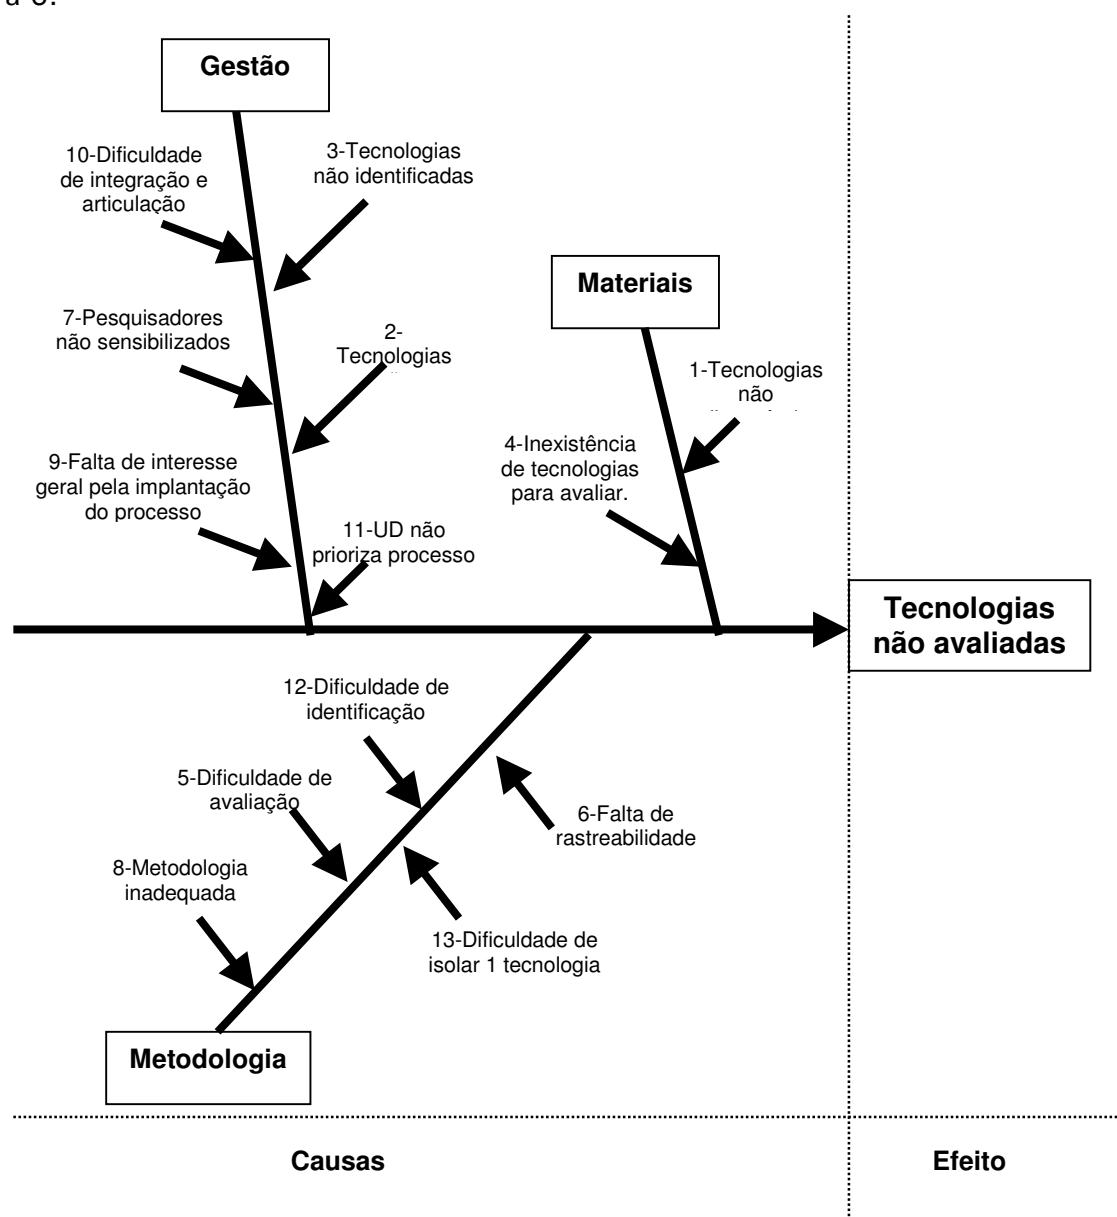 Gestão
10-Dificuldade
de integração e
articulação
3-Tecnologias
não identificadas
Materiais
7-Pesquisadores
não sensibilizados
2-
Tecnologias
1-Tecnologias
não
4-Inexistência
de tecnologias
para avaliar.
9-Falta de interesse
geral pela implantação
do processo
11-UD não
prioriza processo
Tecnologias
não avaliadas
12-Dificuldade de
identificação
5-Dificuldade de
avaliação
6-Falta de
rastreabilidade
8-Metodologia
inadequada
13-Dificuldade de
isolar 1 tecnologia
Metodologia
Causas
Efeito